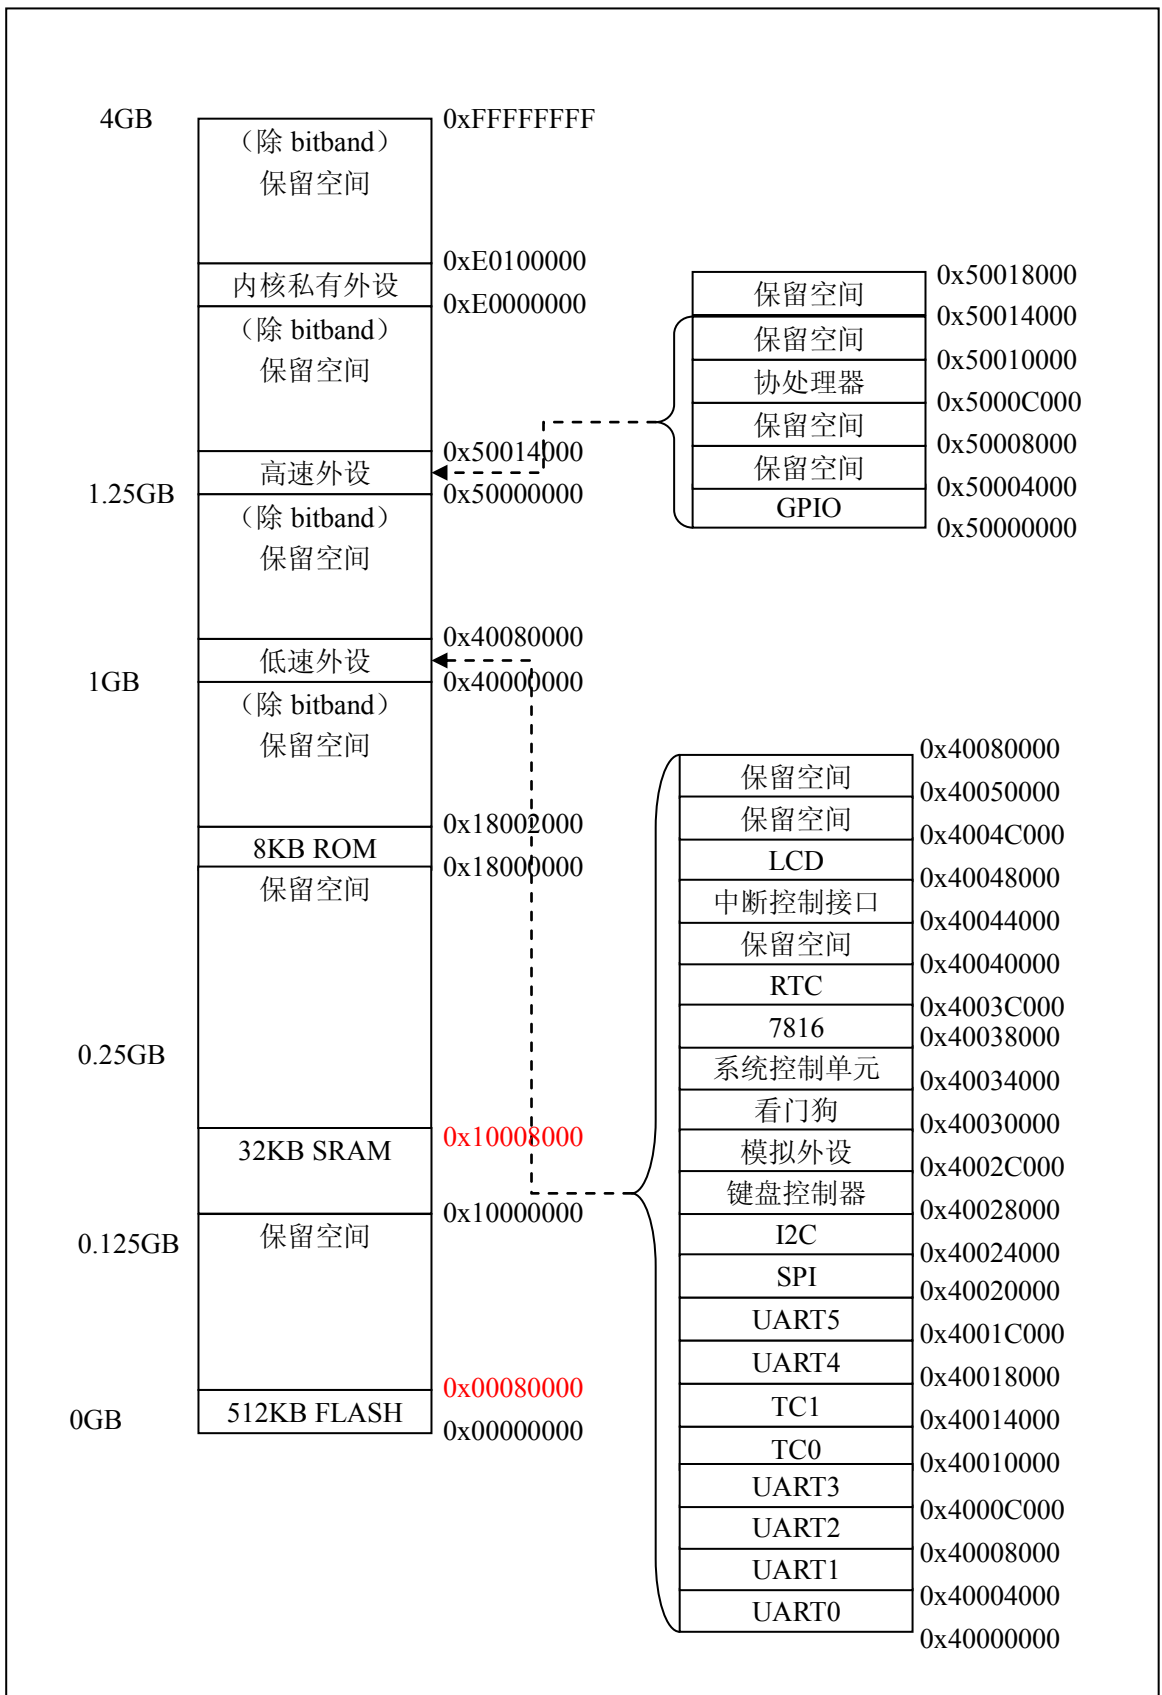 4GB
0xFFFFFFFF
（除 bitband）
保留空间
0xE0100000
内核私有外设
0xE0000000
（除 bitband）
保留空间
0x50014000
高速外设
1.25GB
0x50000000
（除 bitband）
保留空间
0x40080000
低速外设
1GB
0x40000000
（除 bitband）
保留空间
0x18002000
8KB ROM
0x18000000
保留空间
0.25GB
0x10008000
32KB SRAM
0x10000000
0.125GB
保留空间
0x00080000
512KB FLASH
0GB
0x00000000
0x50018000
保留空间
0x50014000
保留空间
0x50010000
协处理器
0x5000C000
保留空间
0x50008000
保留空间
0x50004000
GPIO
0x50000000
0x40080000
保留空间
0x40050000
保留空间
0x4004C000
LCD
0x40048000
中断控制接口
0x40044000
保留空间
0x40040000
RTC
0x4003C000
7816
0x40038000
系统控制单元
0x40034000
看门狗
0x40030000
模拟外设
0x4002C000
键盘控制器
0x40028000
I2C
0x40024000
SPI
0x40020000
UART5
0x4001C000
UART4
0x40018000
TC1
0x40014000
TC0
0x40010000
UART3
0x4000C000
UART2
0x40008000
UART1
0x40004000
UART0
0x40000000